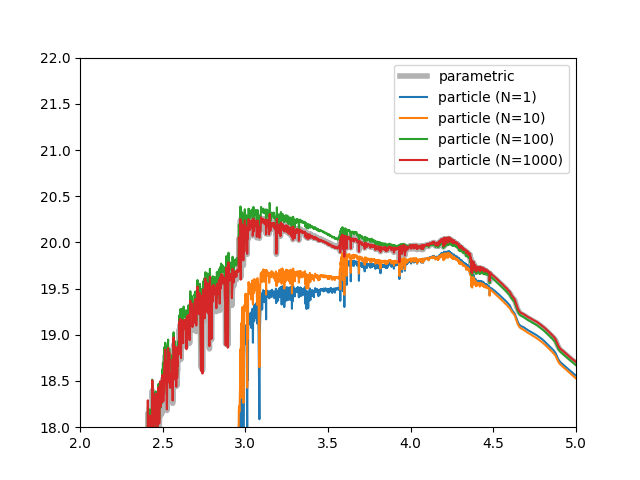 22.0
21.5
21.0
20.5
20.0
19.5
19.0
18.5
18.0
2.0 2.5 3.0 3.5 4.0 4.5 5.0
parametric
particle (N=1)
particle (N=10)
particle (N=100)
particle (N=1000)